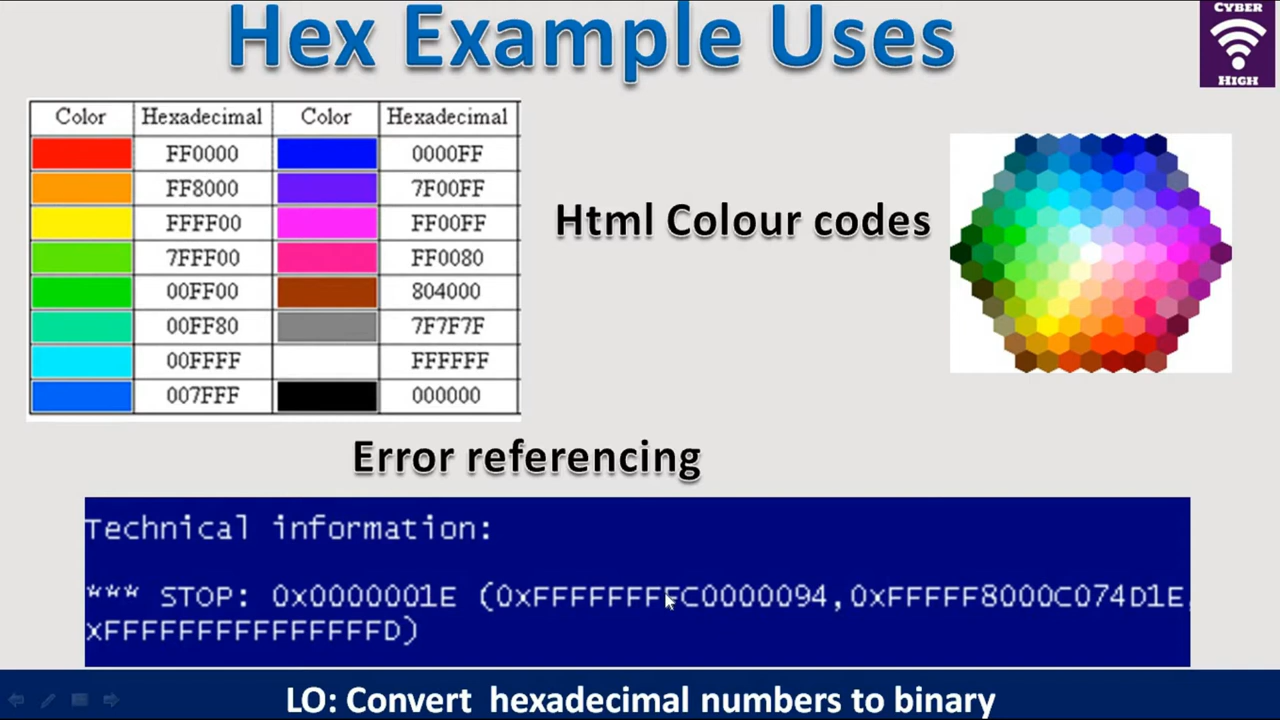 Hex Example Uses
CYBER
HIGH
Color Hexadecimal Color Hexadecimal
FF0000 0000FF
FF8000 7F00FF
FFFF00 FF00FF
7FFF00 FF0080
00FF00 804000
00FF80 7F7F7F
00FFFF FFFFFF
007FFF 000000
Html Colour codes
Error referencing
Technical information:
*** STOP: 0x0000001E (0xFFFFFFFFC0000094,0xFFFFF8000C074D1E,
xFFFFFFFFFFFFFFFD)
LO: Convert hexadecimal numbers to binary